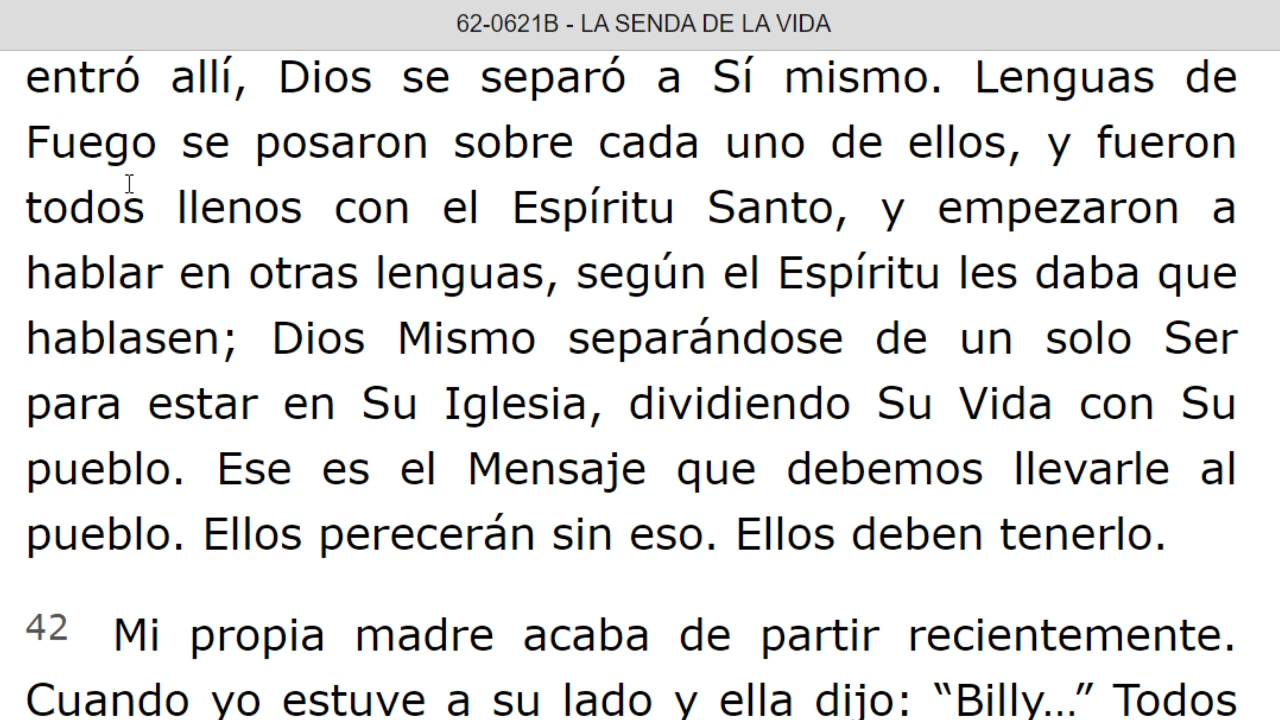 62-0621B - LA SENDA DE LA VIDA
entró allí, Dios se separó a Sí mismo. Lenguas de
Fuego se posaron sobre cada uno de ellos, y fueron
todos llenos con el Espíritu Santo, y empezaron a
hablar en otras lenguas, según el Espíritu les daba que
hablasen; Dios Mismo separándose de un solo Ser
para estar en Su Iglesia, dividiendo Su Vida con Su
pueblo. Ese es el Mensaje que debemos llevarle al
pueblo. Ellos perecerán sin eso. Ellos deben tenerlo.
42 Mi propia madre acaba de partir recientemente.
Cuando yo estuve a su lado y ella dijo: “Billy…” Todos